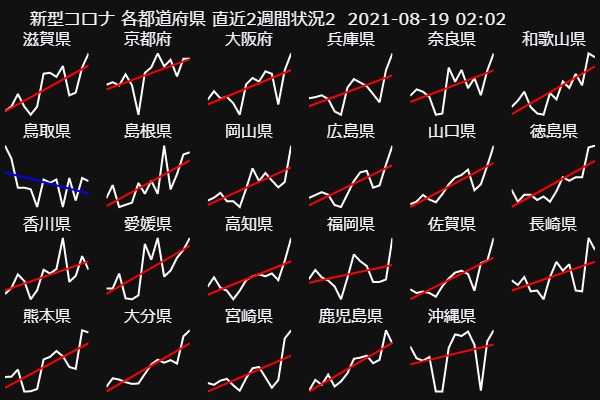 新型コロナ 各都道府県 直近2週間状況2 2021-08-19 02:02
滋賀県 京都府 大阪府 兵庫県 奈良県 和歌山県
鳥取県 島根県 岡山県 広島県 山口県 徳島県
香川県 愛媛県 高知県 福岡県 佐賀県 長崎県
熊本県 大分県 宮崎県 鹿児島県 沖縄県